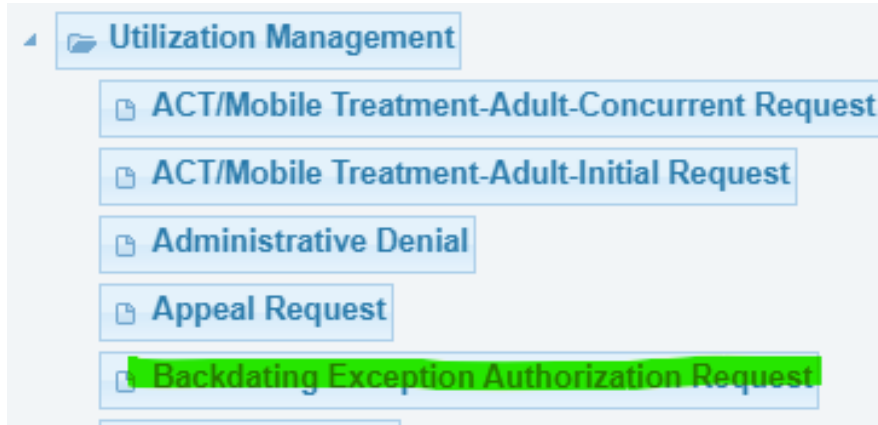 Utilization Management
ACT/Mobile Treatment-Adult-Concurrent Request
ACT/Mobile Treatment-Adult-Initial Request
Administrative Denial
Appeal Request
Backdating Exception Authorization Request